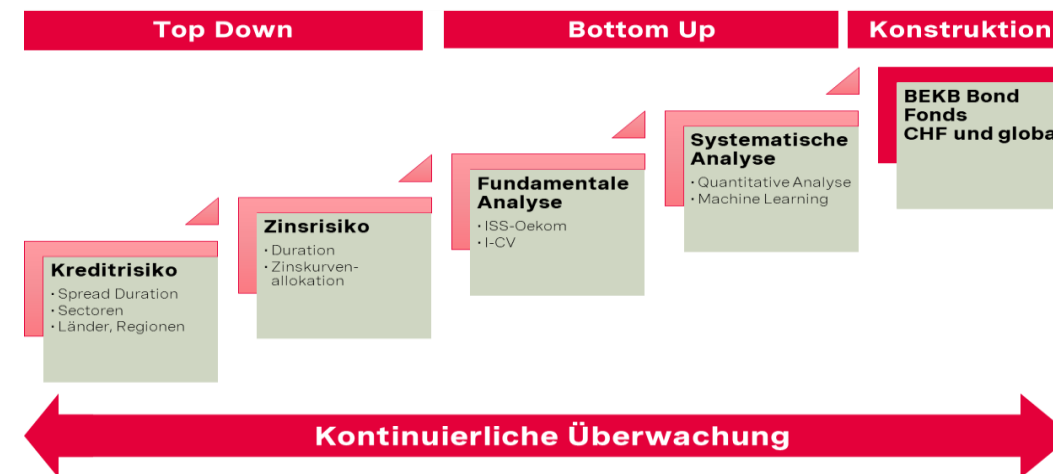 Top Down
Bottom Up
Konstruktion
Kreditrisiko
· Spread Duration
· Sectoren
· Länder, Regionen
Zinsrisiko
· Duration
· Zinskurven-
allokation
Fundamentale
Analyse
· ISS-Oekom
· I-CV
Systematische
Analyse
· Quantitative Analyse
· Machine Learning
BEKB Bond
Fonds
CHF und globa
Kontinuierliche Überwachung